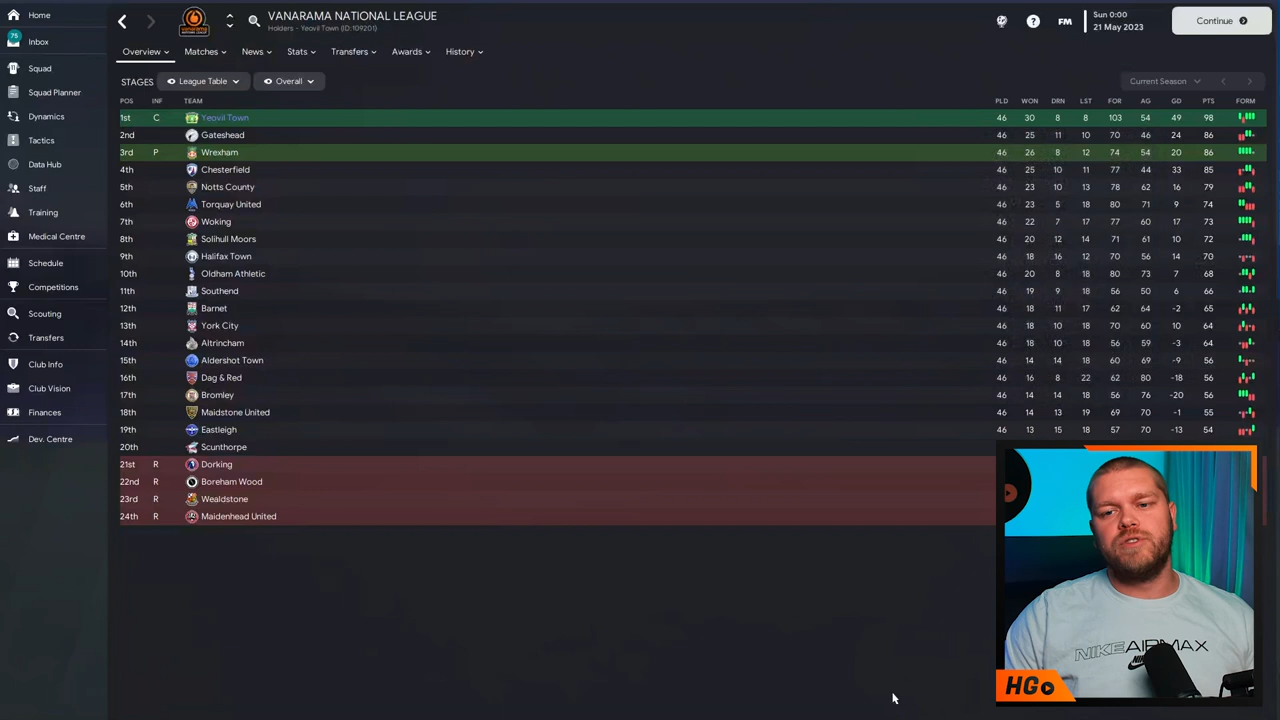 Home
75
Inbox
Squad
Squad Planner
Dynamics
Tactics
Data Hub
Staff
Training
Medical Centre
Schedule
Competitions
Scouting
Transfers
Club Info
Club Vision
Finances
Dev. Centre
VANARAMA NATIONAL LEAGUE
Holders - Yeovil Town (ID:109201)
FM
Sun 0:00
21 May 2023
Continue
Overview Matches News Stats Transfers Awards History
STAGES League Table Overall Current Season
POS INF TEAM PLD WON DRN LST FOR AG GD PTS FORM
1st C Yeovil Town 46 30 8 8 103 54 49 98
2nd Gateshead 46 25 11 10 70 46 24 86
3rd P Wrexham 46 26 8 12 74 54 20 86
4th Chesterfield 46 25 10 11 77 44 33 85
5th Notts County 46 23 10 13 78 62 16 79
6th Torquay United 46 23 5 18 80 71 9 74
7th Woking 46 22 7 17 77 60 17 73
8th Solihull Moors 46 20 12 14 71 61 10 72
9th Halifax Town 46 18 16 12 70 56 14 70
10th Oldham Athletic 46 20 8 18 80 73 7 68
11th Southend 46 19 9 18 56 50 6 66
12th Barnet 46 18 11 17 62 64 -2 65
13th York City 46 18 10 18 70 60 10 64
14th Altrincham 46 18 10 18 56 59 -3 64
15th Aldershot Town 46 14 14 18 60 69 -9 56
16th Dag & Red 46 16 8 22 62 80 -18 56
17th Bromley 46 14 14 18 56 76 -20 56
18th Maidstone United 46 14 13 19 69 70 -1 55
19th Eastleigh 46 13 15 18 57 70 -13 54
20th Scunthorpe
21st R Dorking
22nd R Boreham Wood
23rd R Wealdstone
24th R Maidenhead United
NIKE AIR MAX
HG